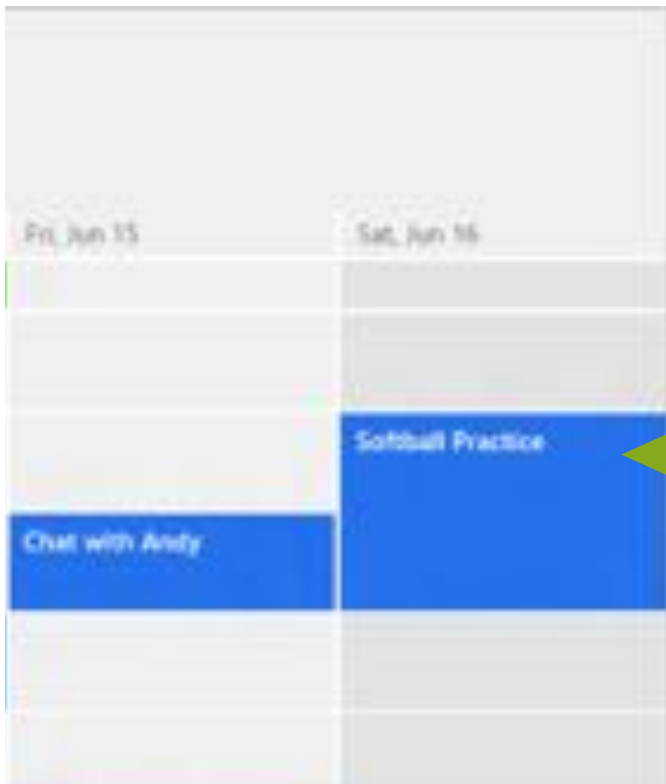 Fri, Jun 15
Sat, Jun 16
Softball Practice
Chat with Andy